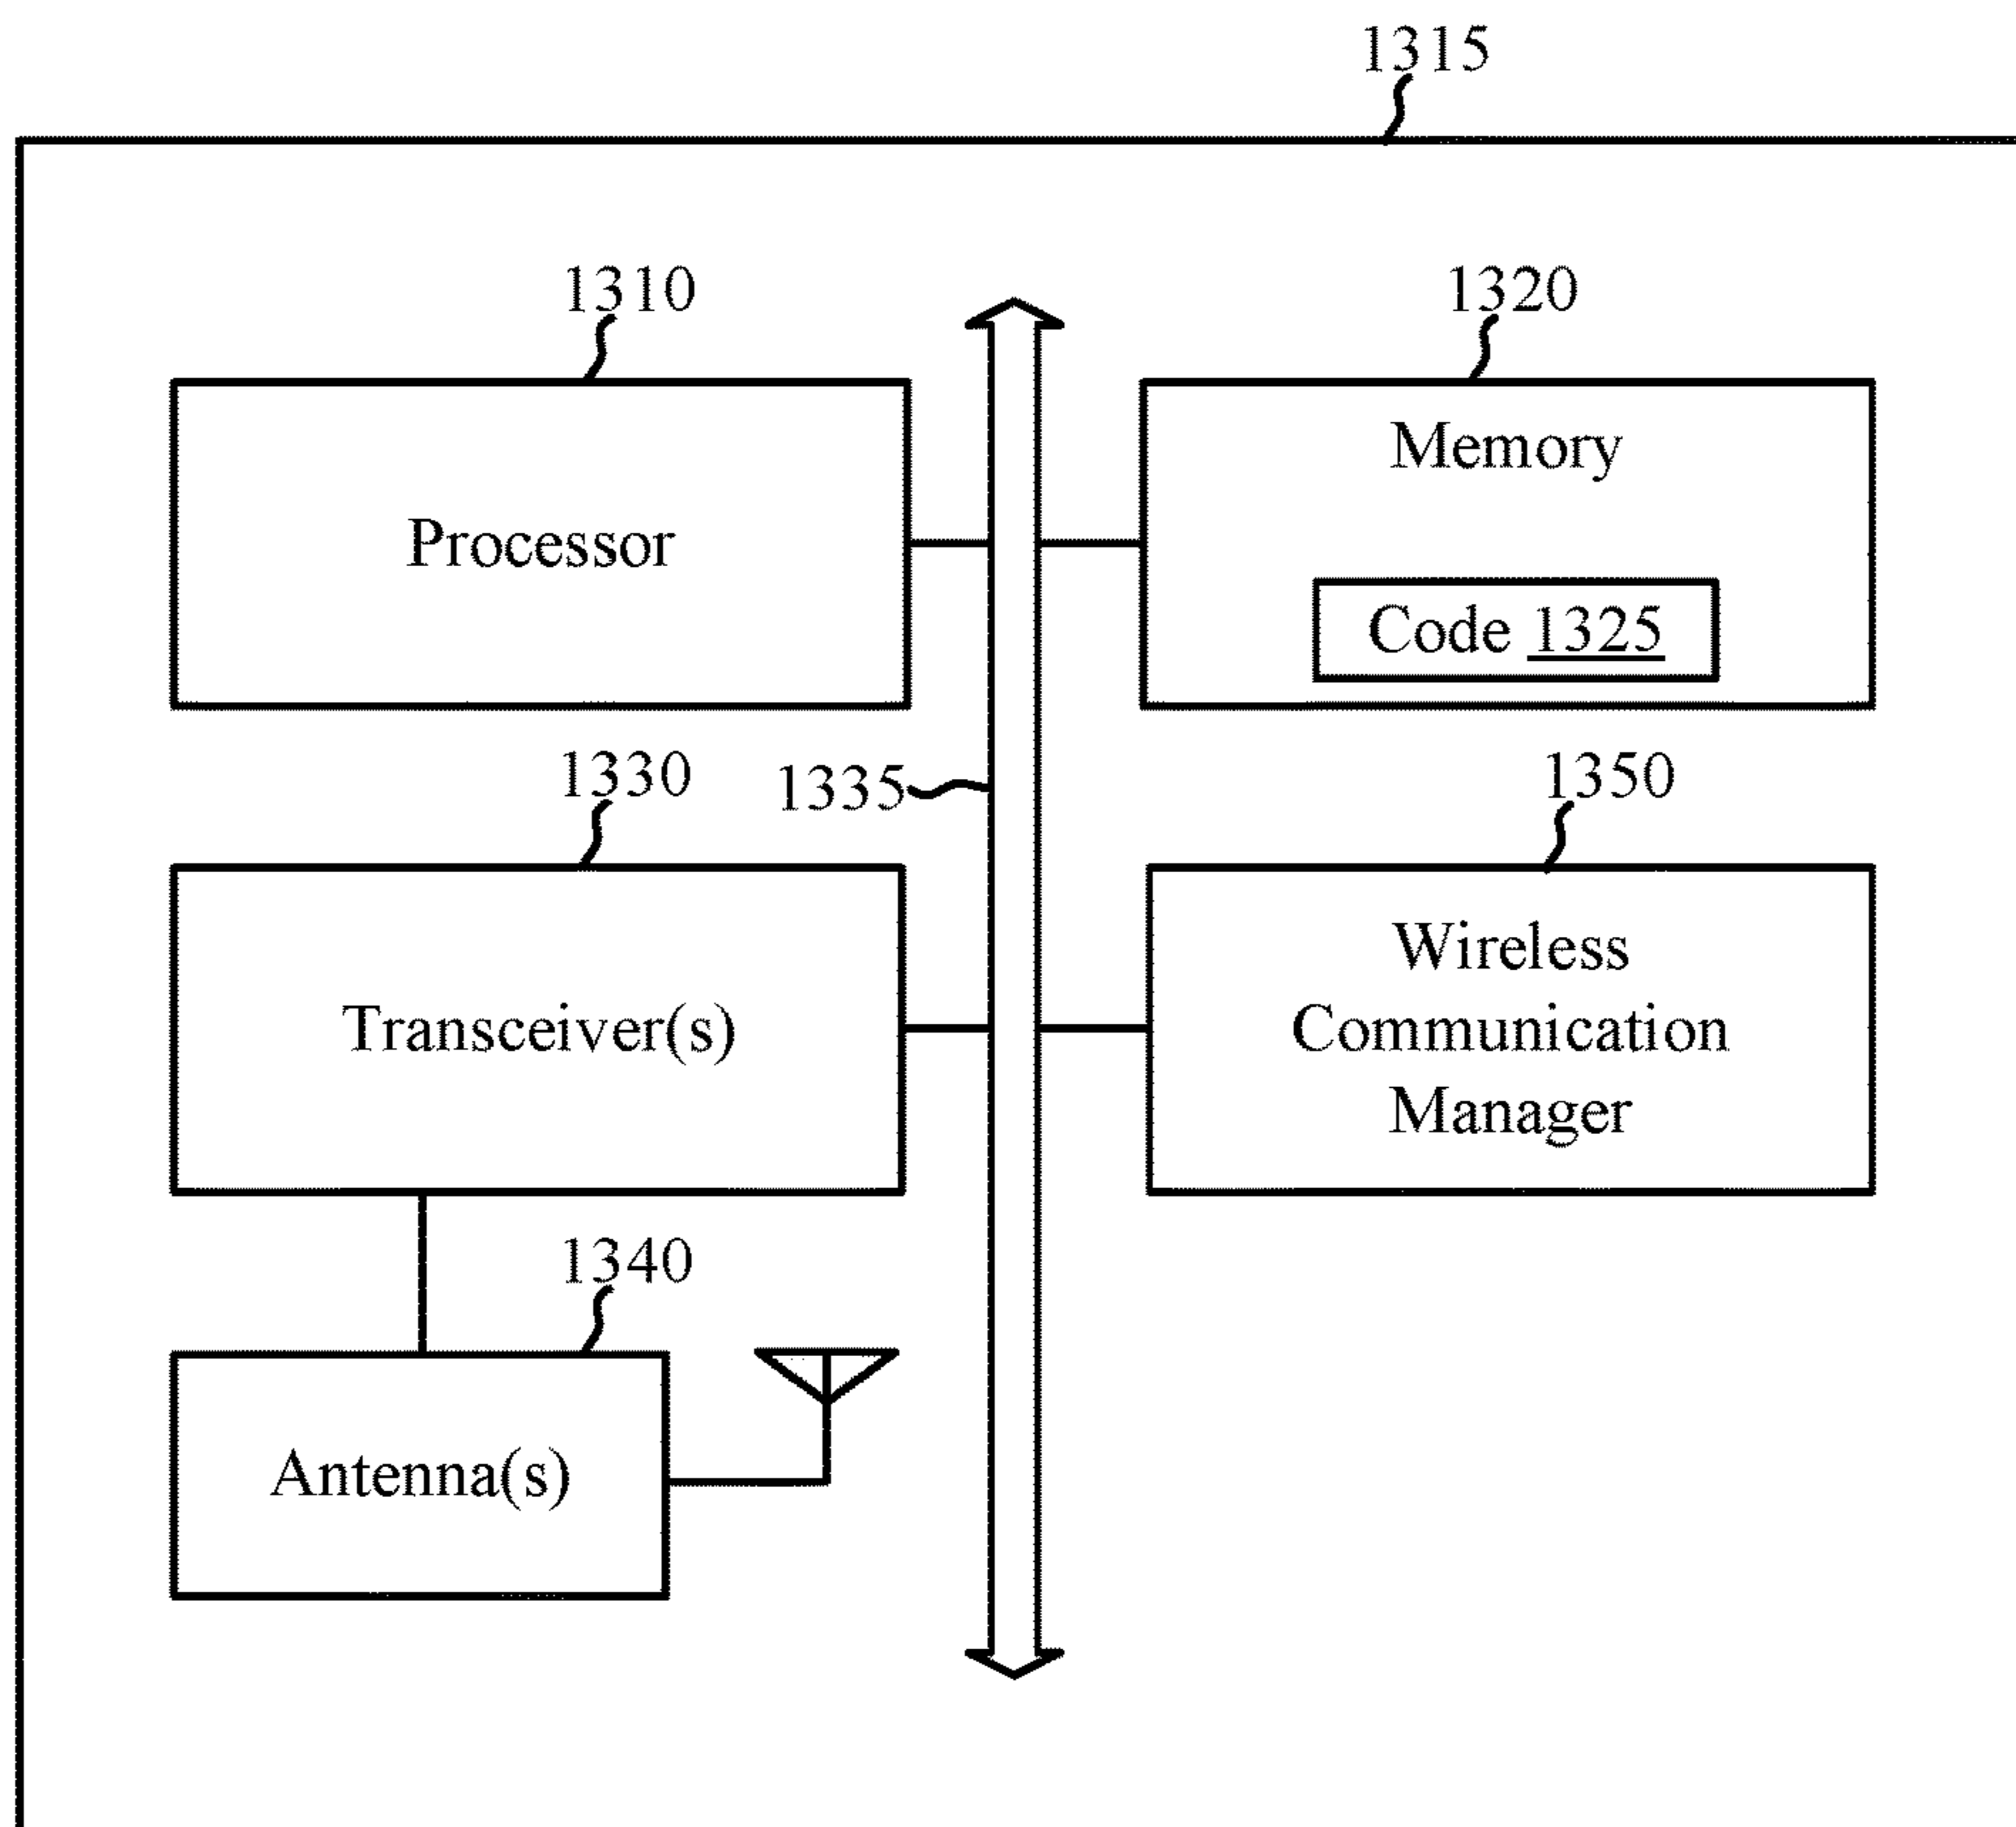 1315
1310
1320
Processor
Memory
Code 1325
1330
1335
1350
Transceiver(s)
Wireless
Communication
Manager
1340
Antenna(s)